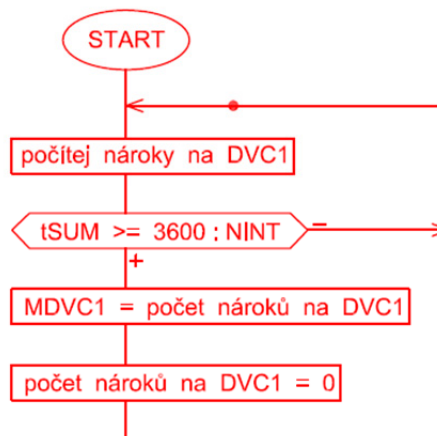 START
počítej nároky na DVC1
tSUM >= 3600 : NINT
−
+
MDVC1 = počet nároků na DVC1
počet nároků na DVC1 = 0